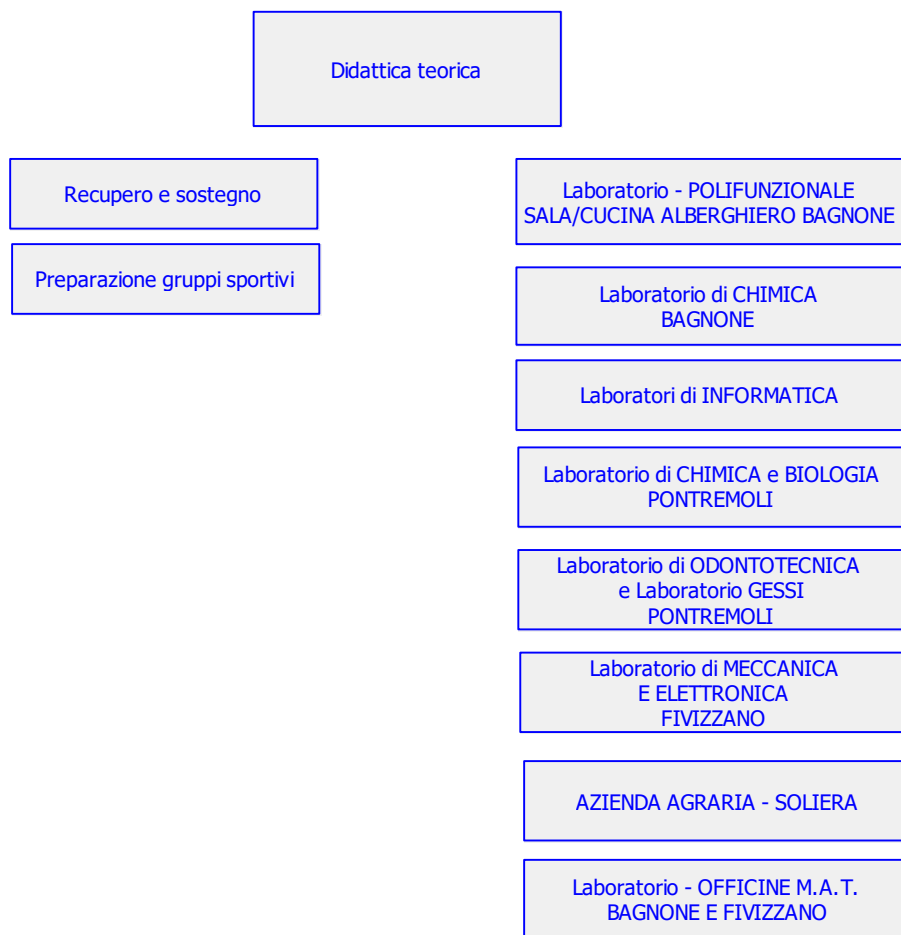 Didattica teorica
Recupero e sostegno
Preparazione gruppi sportivi
Laboratorio - POLIFUNZIONALE
SALA/CUCINA ALBERGHIERO BAGNONE
Laboratorio di CHIMICA
BAGNONE
Laboratori di INFORMATICA
Laboratorio di CHIMICA e BIOLOGIA
PONTREMOLI
Laboratorio di ODONTOTECNICA
e Laboratorio GESSI
PONTREMOLI
Laboratorio di MECCANICA
E ELETTRONICA
FIVIZZANO
AZIENDA AGRARIA - SOLIERA
Laboratorio - OFFICINE M.A.T.
BAGNONE E FIVIZZANO